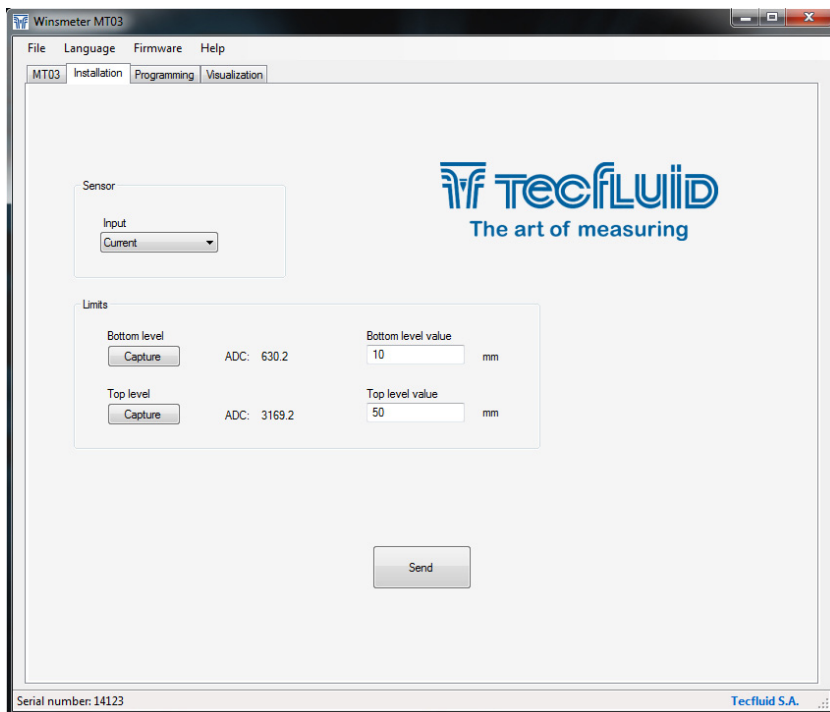 Winsmeter MT03
File Language Firmware Help
MT03 Installation Programming Visualization
TECFLUID
The art of measuring
Sensor
Input
Current
Limits
Bottom level Bottom level value
Capture ADC: 630.2 10 mm
Top level Top level value
Capture ADC: 3169.2 50 mm
Send
Serial number: 14123 Tecfluid S.A.